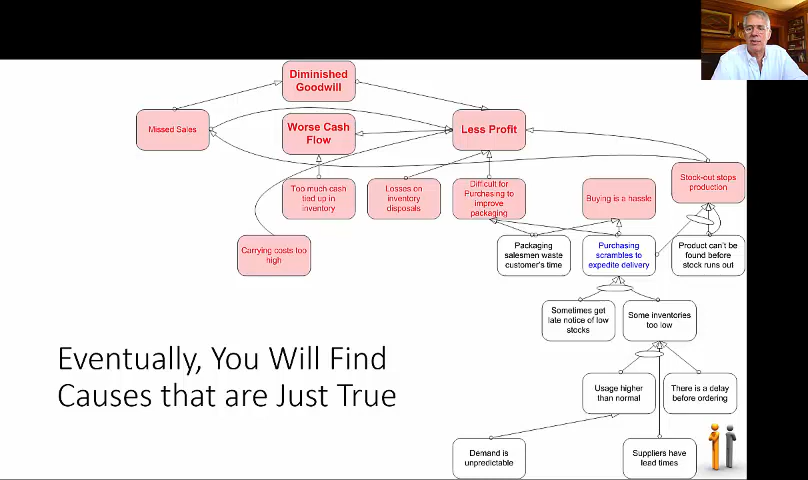 Diminished
Goodwill
Missed Sales
Worse Cash
Flow
Less Profit
Too much cash
tied up in
inventory
Losses on
inventory
disposals
Difficult for
Purchasing to
improve
packaging
Buying is a hassle
Stock-out stops
production
Carrying costs too
high
Packaging
salesmen waste
customer's time
Purchasing
scrambles to
expedite delivery
Product can't be
found before
stock runs out
Sometimes get
late notice of low
stocks
Some inventories
too low
Eventually, You Will Find
Causes that are Just True
Usage higher
than normal
There is a delay
before ordering
Demand is
unpredictable
Suppliers have
lead times